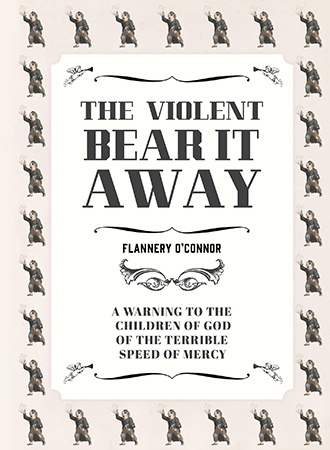 THE VIOLENT
BEAR IT
AWAY
FLANNERY O'CONNOR
A WARNING TO THE
CHILDREN OF GOD
OF THE TERRIBLE
SPEED OF MERCY